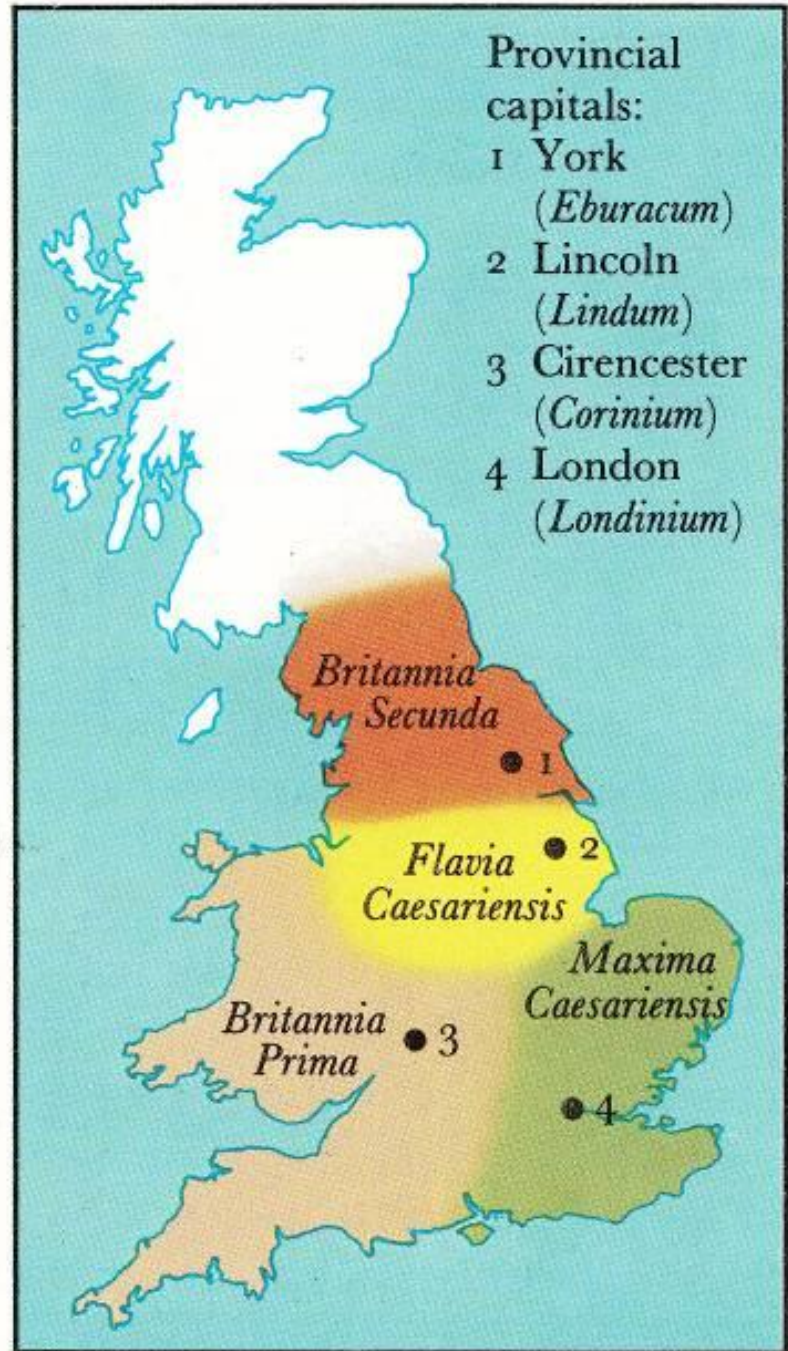 Provincial
capitals:
1 York
(Eburacum)
2 Lincoln
(Lindum)
3 Cirencester
(Corinium)
4 London
(Londinium)
Britannia
Secunda
1
Flavia
Caesariensis
2
Maxima
Caesariensis
Britannia
Prima
3
4